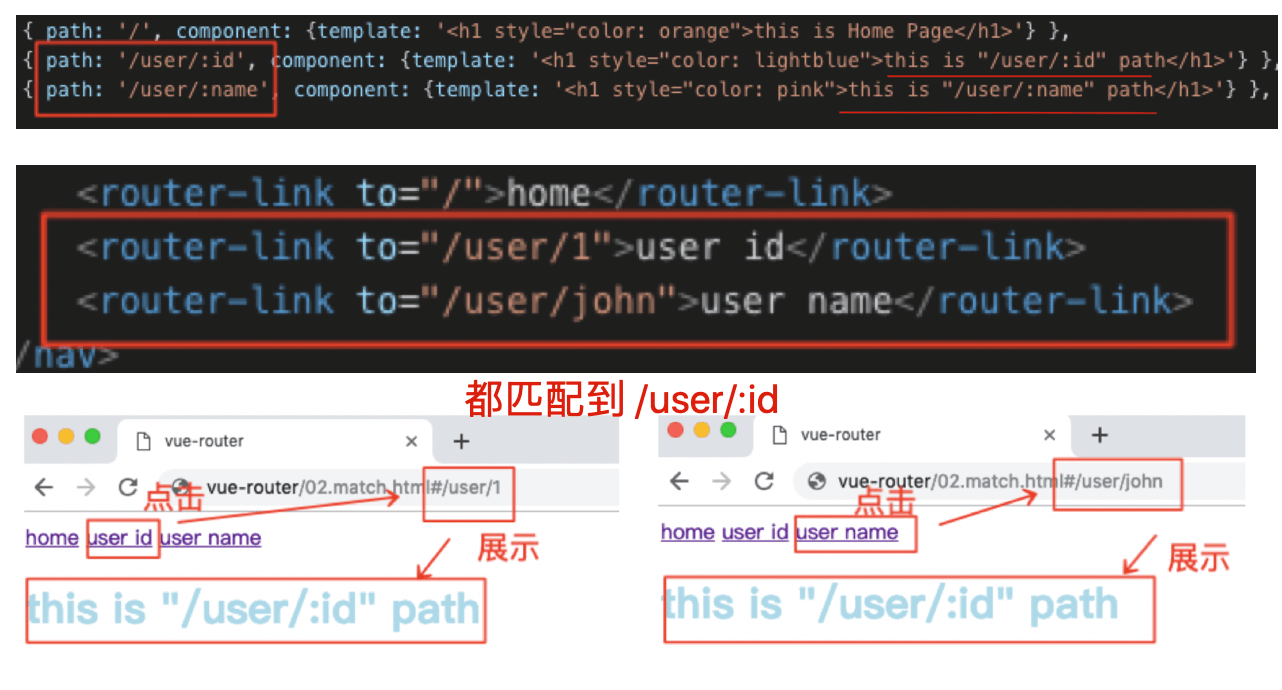 { path: '/', component: {template: '<h1 style="color: orange">this is Home Page</h1>'} },
{ path: '/user/:id', component: {template: '<h1 style="color: lightblue">this is "/user/:id" path</h1>'} },
{ path: '/user/:name', component: {template: '<h1 style="color: pink">this is "/user/:name" path</h1>'} },
<router-link to="/">home</router-link>
<router-link to="/user/1">user id</router-link>
<router-link to="/user/john">user name</router-link>
/nav>
都匹配到 /user/:id
vue-router
vue-router/02.match.html#/user/1
点击
home user id user name
展示
this is "/user/:id" path
vue-router
vue-router/02.match.html#/user/john
点击
home user id user name
展示
this is "/user/:id" path